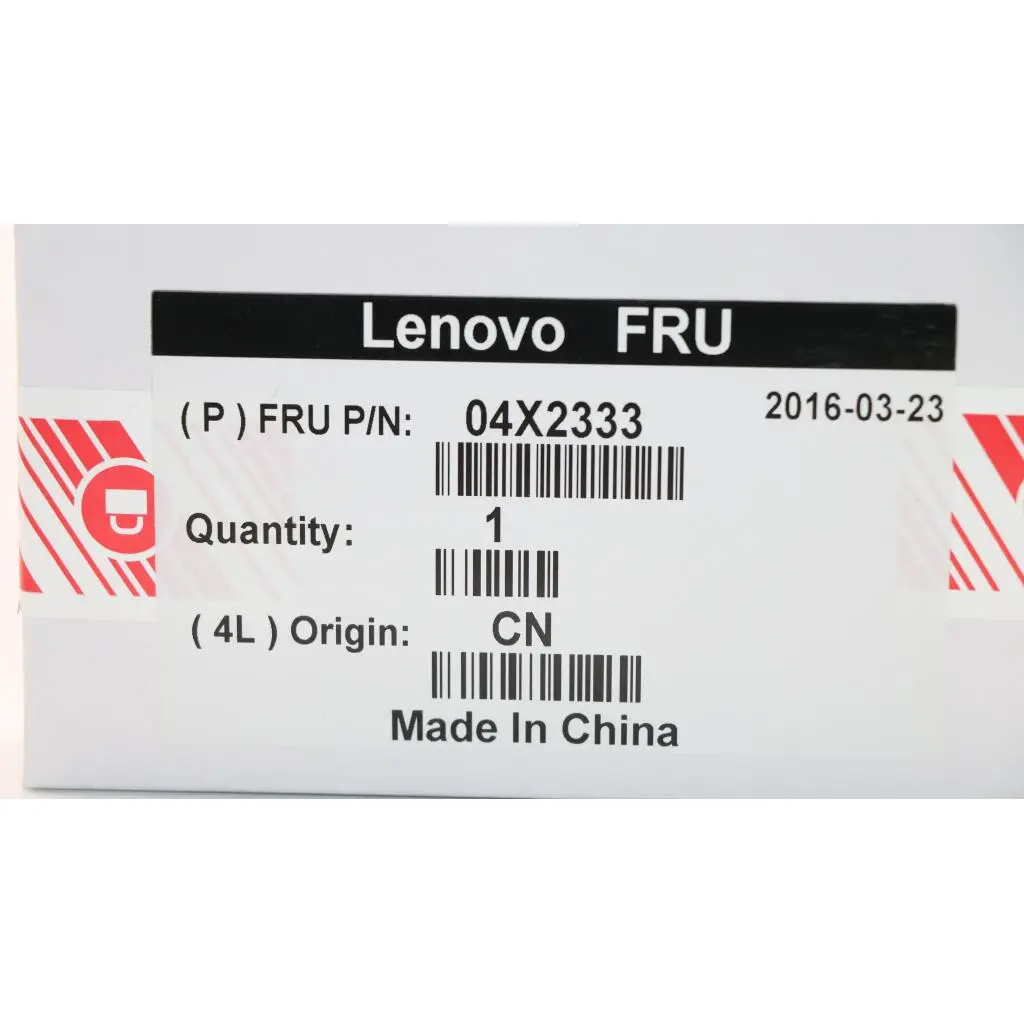 Lenovo FRU
( P ) FRU P/N: 04X2333 2016-03-23
Quantity: 1
( 4L ) Origin: CN
Made In China